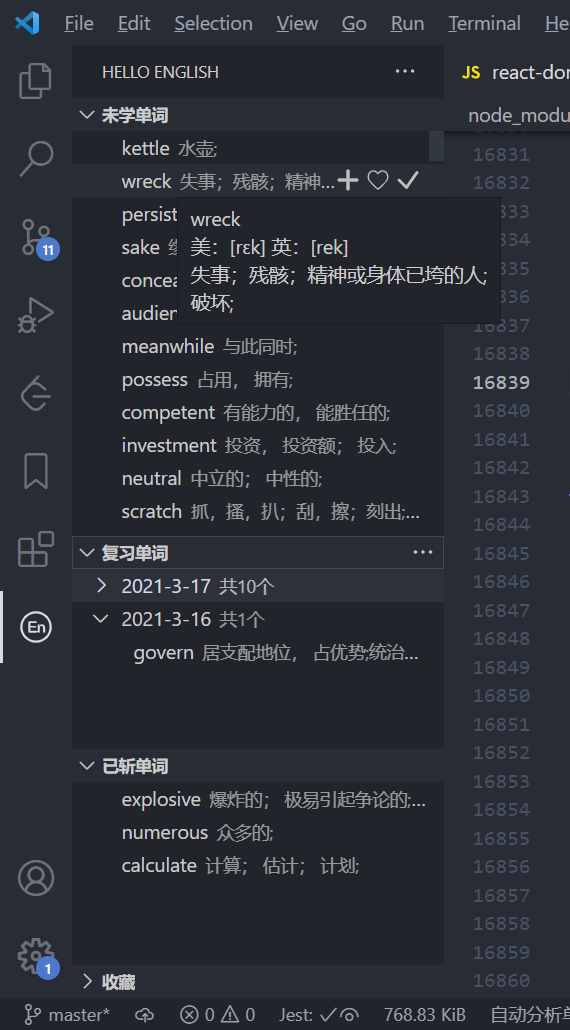 File Edit Selection View Go Run Terminal He
HELLO ENGLISH ···
JS react-dor
未学单词
node_modu
kettle 水壶;
wreck 失事；残骸；精神...
wreck
美：[rɛk] 英：[rek]
失事；残骸；精神或身体已垮的人;
破坏;
persist
sake
concea
audien
meanwhile 与此同时;
possess 占用， 拥有;
competent 有能力的， 能胜任的;
investment 投资， 投资额； 投入;
neutral 中立的； 中性的;
scratch 抓，搔，扒；刮，擦；刻出;...
复习单词 ···
2021-3-17 共10个
2021-3-16 共1个
govern 居支配地位， 占优势;统治...
已斩单词
explosive 爆炸的； 极易引起争论的;...
numerous 众多的;
calculate 计算； 估计； 计划;
收藏
11
En
1
16831
16832
833
834
835
836
837
16838
16839
16840
16841
16842
16843
16844
16845
16846
16847
16848
16849
16850
16851
16852
16853
16854
16855
16856
16857
16858
16859
16860
master* 0 0 Jest: 768.83 KiB 自动分析单